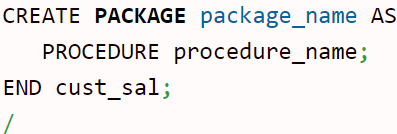 CREATE PACKAGE package_name AS
PROCEDURE procedure_name;
END cust_sal;
/